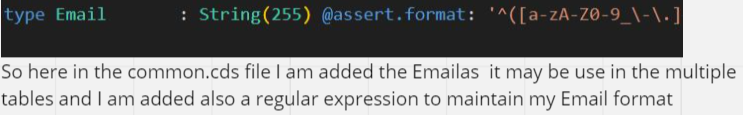 type Email : String(255) @assert.format: '^([a-zA-Z0-9_\-\.]
So here in the common.cds file I am added the Emailas it may be use in the multiple
tables and I am added also a regular expression to maintain my Email format